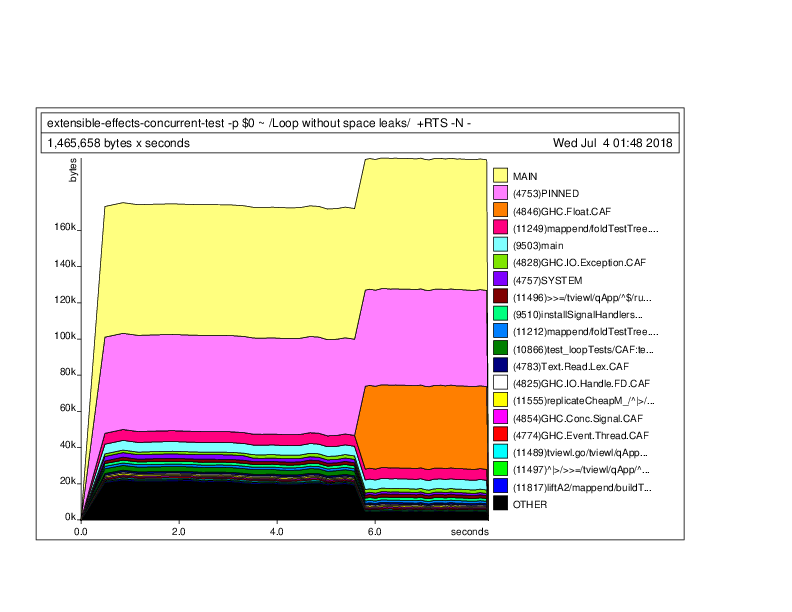 extensible-effects-concurrent-test -p $0 ~ /Loop without space leaks/  +RTS -N -
1,465,658 bytes x seconds
Wed Jul  4 01:48 2018
bytes
160k
140k
120k
100k
80k
60k
40k
20k
0k
0.0
2.0
4.0
6.0
seconds
MAIN
(4753)PINNED
(4846)GHC.Float.CAF
(11249)mappend/foldTestTree....
(9503)main
(4828)GHC.IO.Exception.CAF
(4757)SYSTEM
(11496)>>=/tviewl/qApp/^$/ru...
(9510)installSignalHandlers...
(11212)mappend/foldTestTree....
(10866)test_loopTests/CAF:te...
(4783)Text.Read.Lex.CAF
(4825)GHC.IO.Handle.FD.CAF
(11555)replicateCheapM_/^|>/...
(4854)GHC.Conc.Signal.CAF
(4774)GHC.Event.Thread.CAF
(11489)tviewl.go/tviewl/qApp...
(11497)^|>/>>=/tviewl/qApp/^...
(11817)liftA2/mappend/buildT...
OTHER